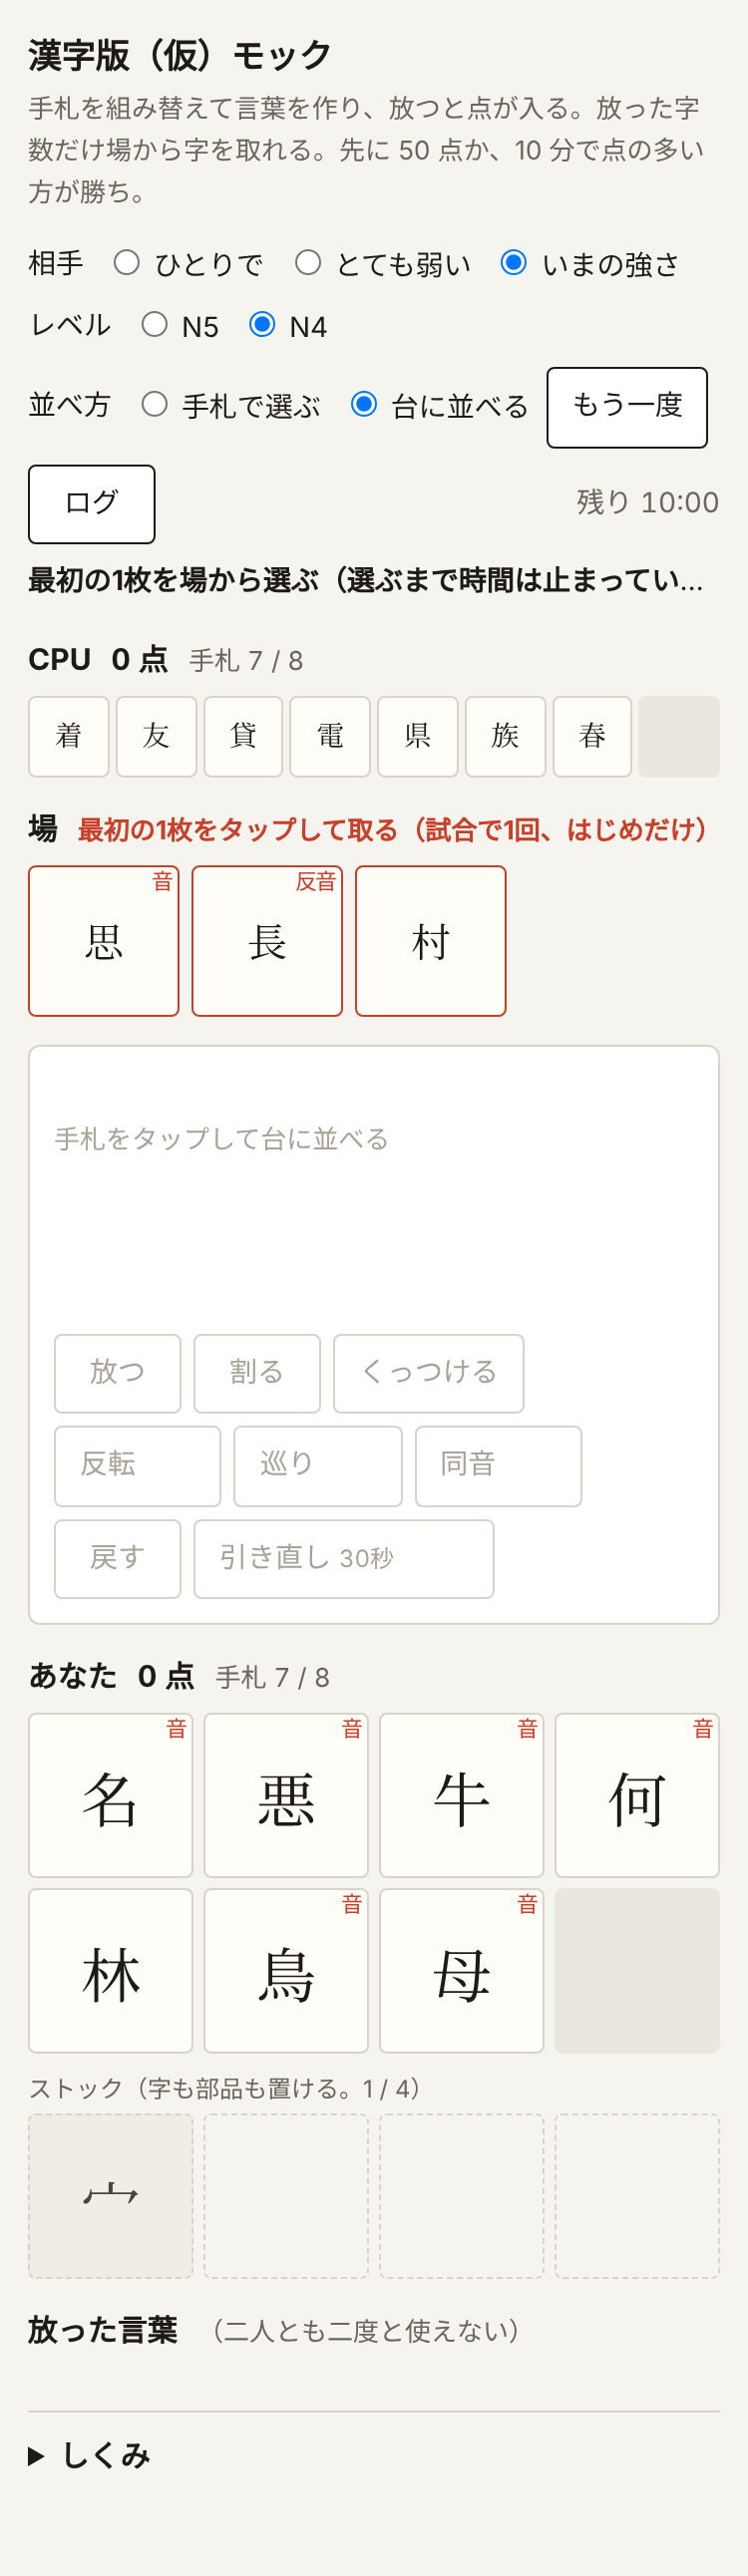 漢字版（仮）モック
手札を組み替えて言葉を作り、放つと点が入る。放った字
数だけ場から字を取れる。先に 50 点か、10 分で点の多い
方が勝ち。
相手 ひとりで とても弱い いまの強さ
レベル N5 N4
並べ方 手札で選ぶ 台に並べる もう一度
ログ 残り 10:00
最初の1枚を場から選ぶ（選ぶまで時間は止まってい…
CPU 0 点 手札 7 / 8
着 友 貸 電 県 族 春
場 最初の1枚をタップして取る（試合で1回、はじめだけ）
音 反音
思 長 村
手札をタップして台に並べる
放つ 割る くっつける
反転 巡り 同音
戻す 引き直し 30秒
あなた 0 点 手札 7 / 8
音 音 音 音
名 悪 牛 何
音 音
林 鳥 母
ストック（字も部品も置ける。1 / 4）
宀
放った言葉 （二人とも二度と使えない）
▶ しくみ